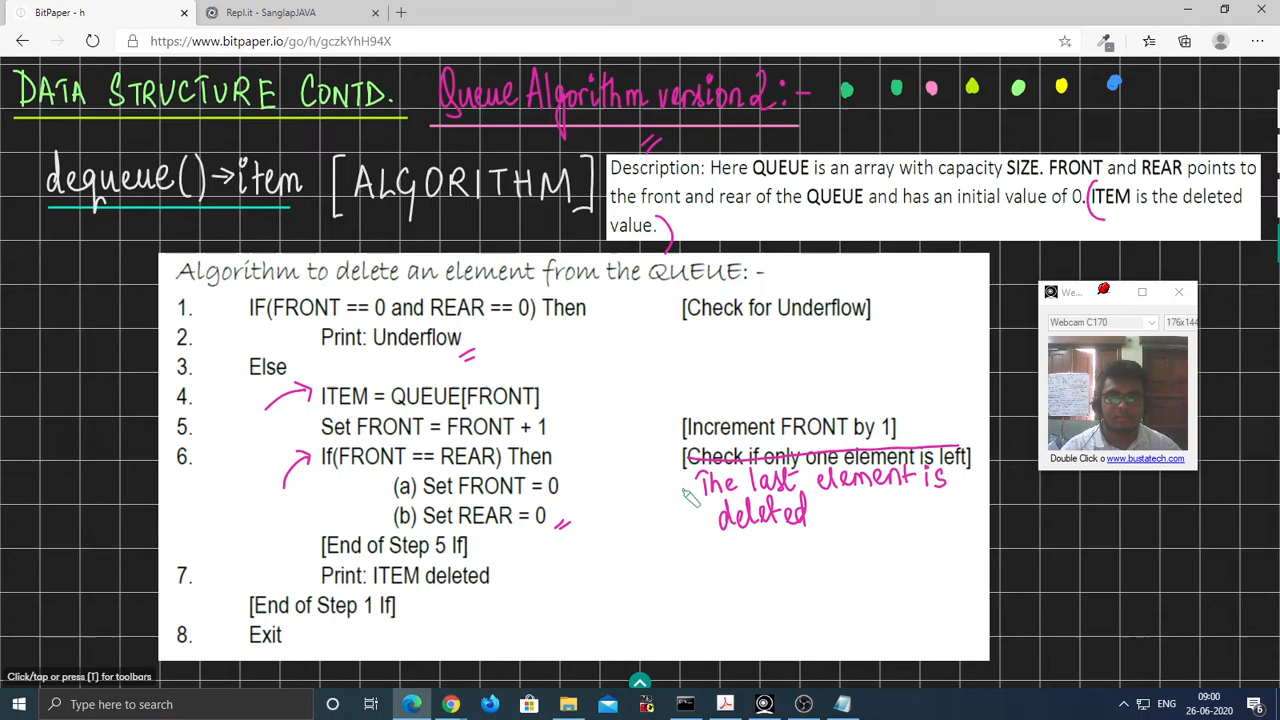 BitPaper - h
Repl.it - SanglapJAVA
https://www.bitpaper.io/go/h/gczkYhH94X
DATA STRUCTURE CONTD.
Queue Algorithm version 2:-
dequeue()→item [ALGORITHM]
Description: Here QUEUE is an array with capacity SIZE. FRONT and REAR points to
the front and rear of the QUEUE and has an initial value of 0. (ITEM is the deleted
value.)
Algorithm to delete an element from the QUEUE: -
1. IF(FRONT == 0 and REAR == 0) Then [Check for Underflow]
2. Print: Underflow
3. Else
4. ITEM = QUEUE[FRONT]
5. Set FRONT = FRONT + 1 [Increment FRONT by 1]
6. If(FRONT == REAR) Then [Check if only one element is left]
The last element is
(a) Set FRONT = 0
deleted
(b) Set REAR = 0
[End of Step 5 If]
7. Print: ITEM deleted
[End of Step 1 If]
8. Exit
We...
Webcam C170
176x144
Double Click o www.bustatech.com
Click/tap or press [T] for toolbars
Type here to search
ENG
09:00
26-06-2020
6